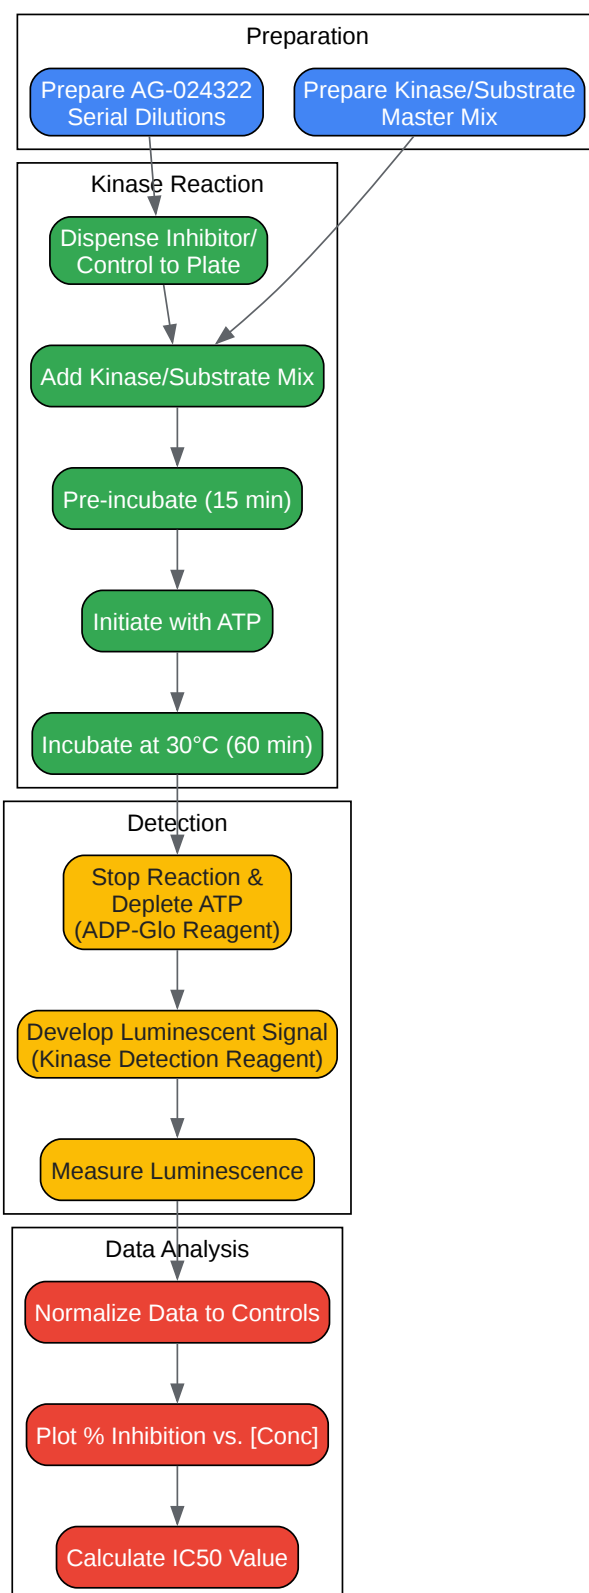 Preparation
Prepare AG-024322
Serial Dilutions
Prepare Kinase/Substrate
Master Mix
Kinase Reaction
Dispense Inhibitor/
Control to Plate
Add Kinase/Substrate Mix
Pre-incubate (15 min)
Initiate with ATP
Incubate at 30°C (60 min)
Detection
Stop Reaction &
Deplete ATP
(ADP-Glo Reagent)
Develop Luminescent Signal
(Kinase Detection Reagent)
Measure Luminescence
Data Analysis
Normalize Data to Controls
Plot % Inhibition vs. [Conc]
Calculate IC50 Value